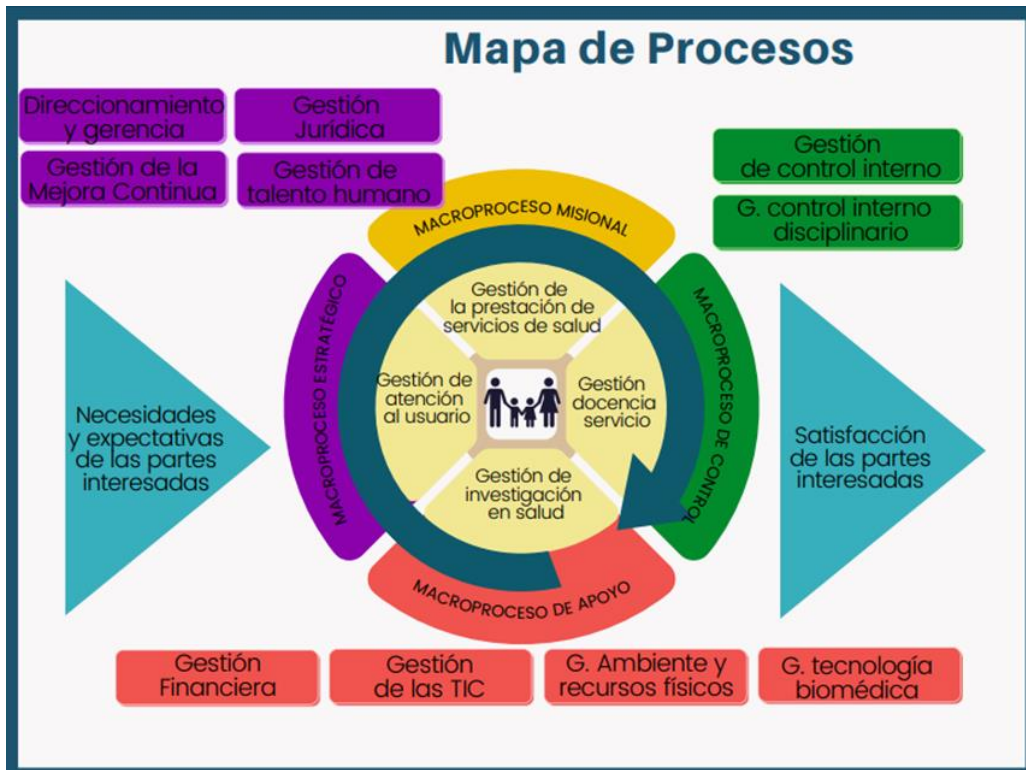 Mapa de Procesos
Direccionamiento
y gerencia
Gestión
Jurídica
Gestión de la
Mejora Continua
Gestión de
talento humano
Gestión
de control interno
G. control interno
disciplinario
MACROPROCESO MISIONAL
MACROPROCESO ESTRATÉGICO
MACROPROCESO DE CONTROL
Gestión de
la prestación de
servicios de salud
Gestión de
atención
al usuario
Gestión
docencia
servicio
Gestión de
investigación
en salud
Necesidades
y expectativas
de las partes
interesadas
Satisfacción
de las partes
interesadas
MACROPROCESO DE APOYO
Gestión
Financiera
Gestión
de las TIC
G. Ambiente y
recursos físicos
G. tecnología
biomédica